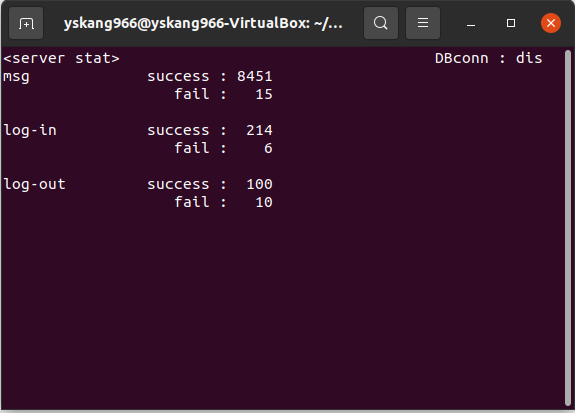 yskang966@yskang966-VirtualBox: ~/...
<server stat> DBconn : dis
msg success : 8451
fail : 15
log-in success : 214
fail : 6
log-out success : 100
fail : 10